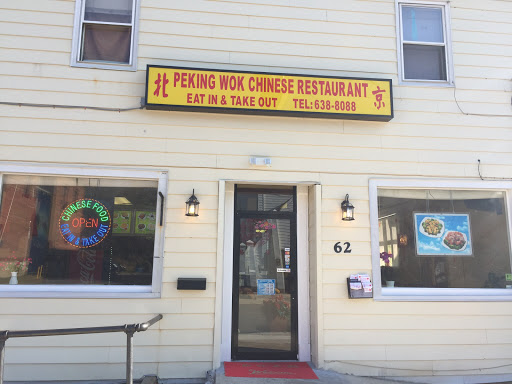 北 PEKING WOK CHINESE RESTAURANT 京
EAT IN & TAKE OUT TEL: 638-8088
CHINESE FOOD
OPEN
EAT IN & TAKE OUT
62